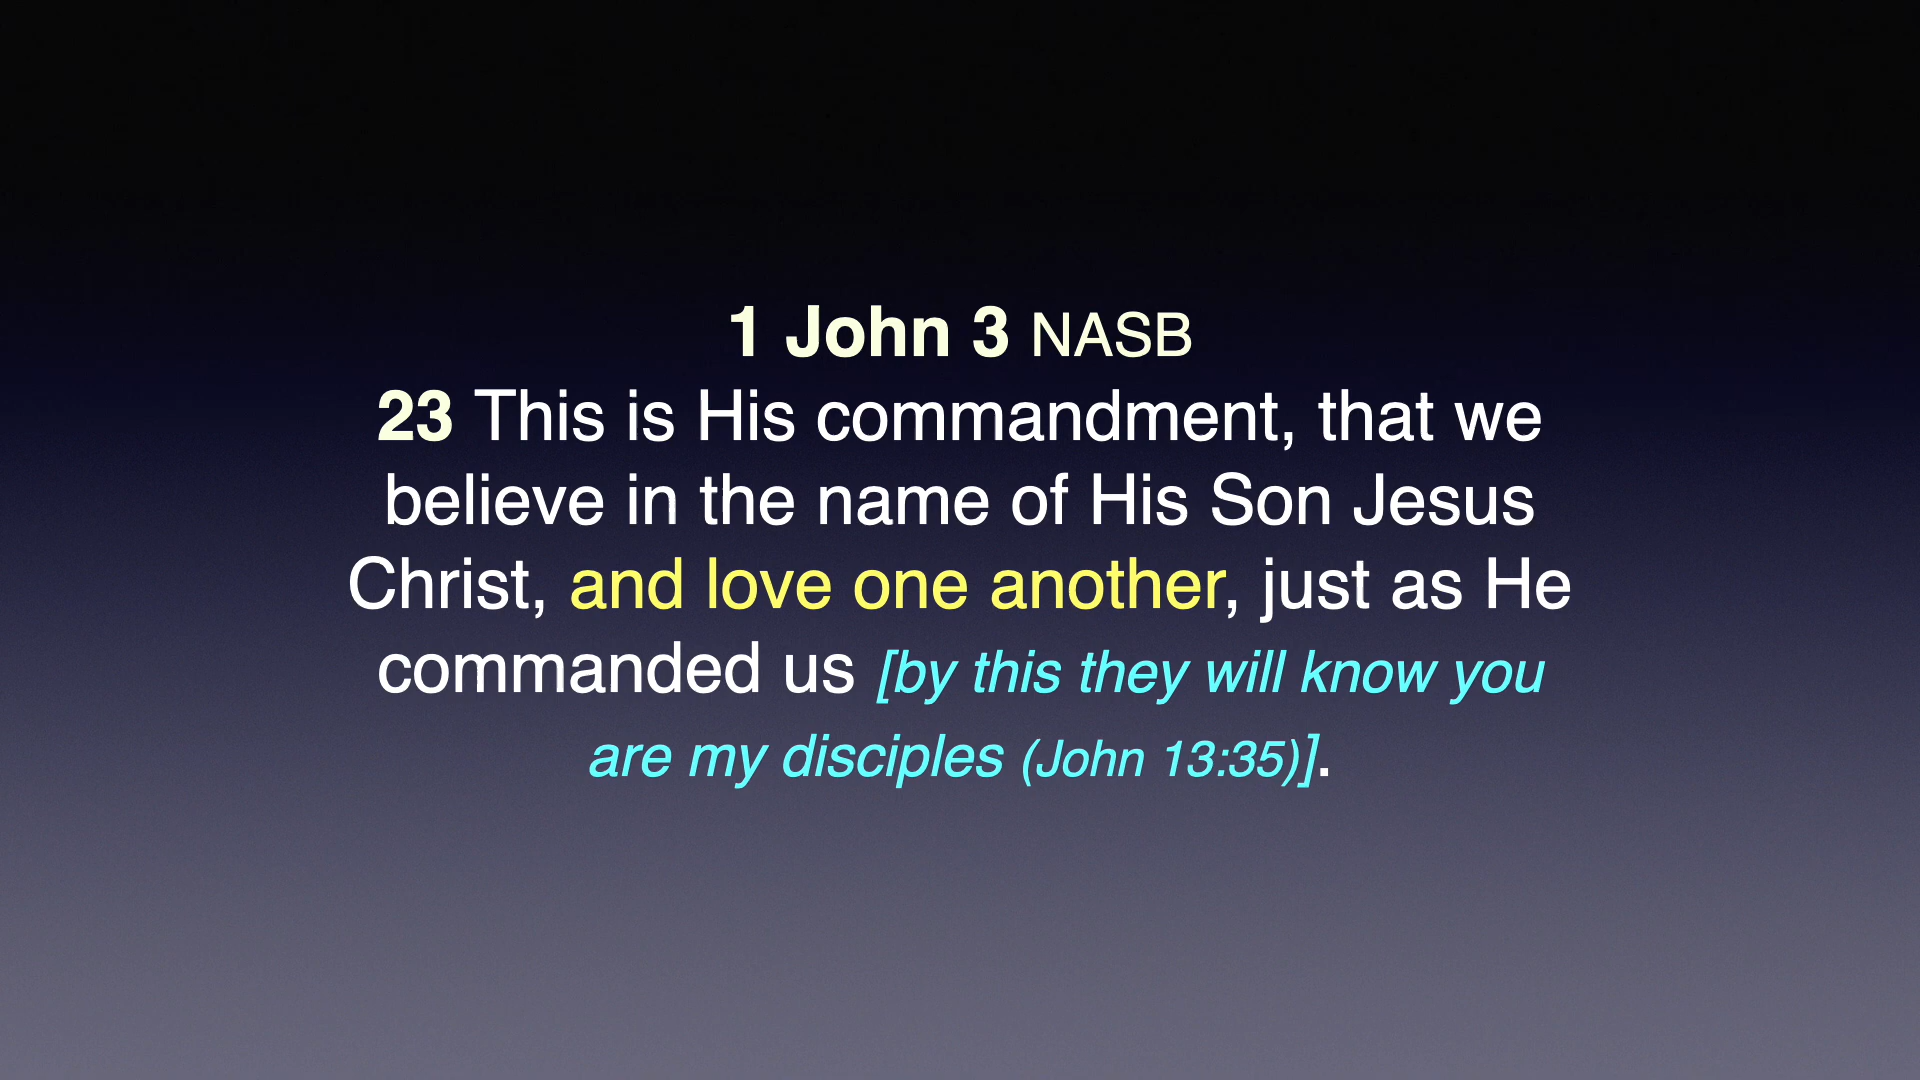 1 John 3 NASB
23 This is His commandment, that we
believe in the name of His Son Jesus
Christ, and love one another, just as He
commanded us [by this they will know you
are my disciples (John 13:35)].